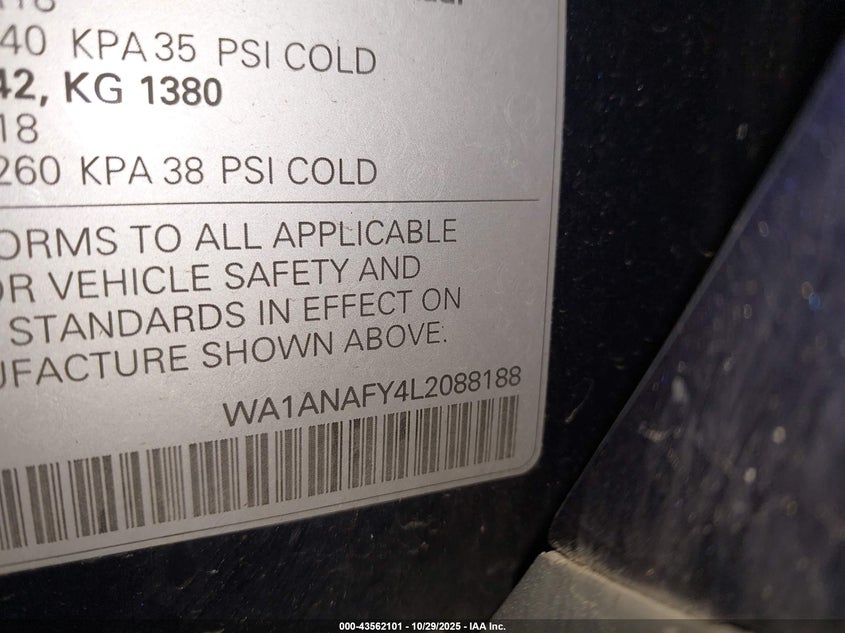 40 KPA 35 PSI COLD
42, KG 1380
18
260 KPA 38 PSI COLD
ORMS TO ALL APPLICABLE
OR VEHICLE SAFETY AND
STANDARDS IN EFFECT ON
UFACTURE SHOWN ABOVE:
WA1ANAFY4L2088188
000-43562101 - 10/29/2025 - IAA Inc.